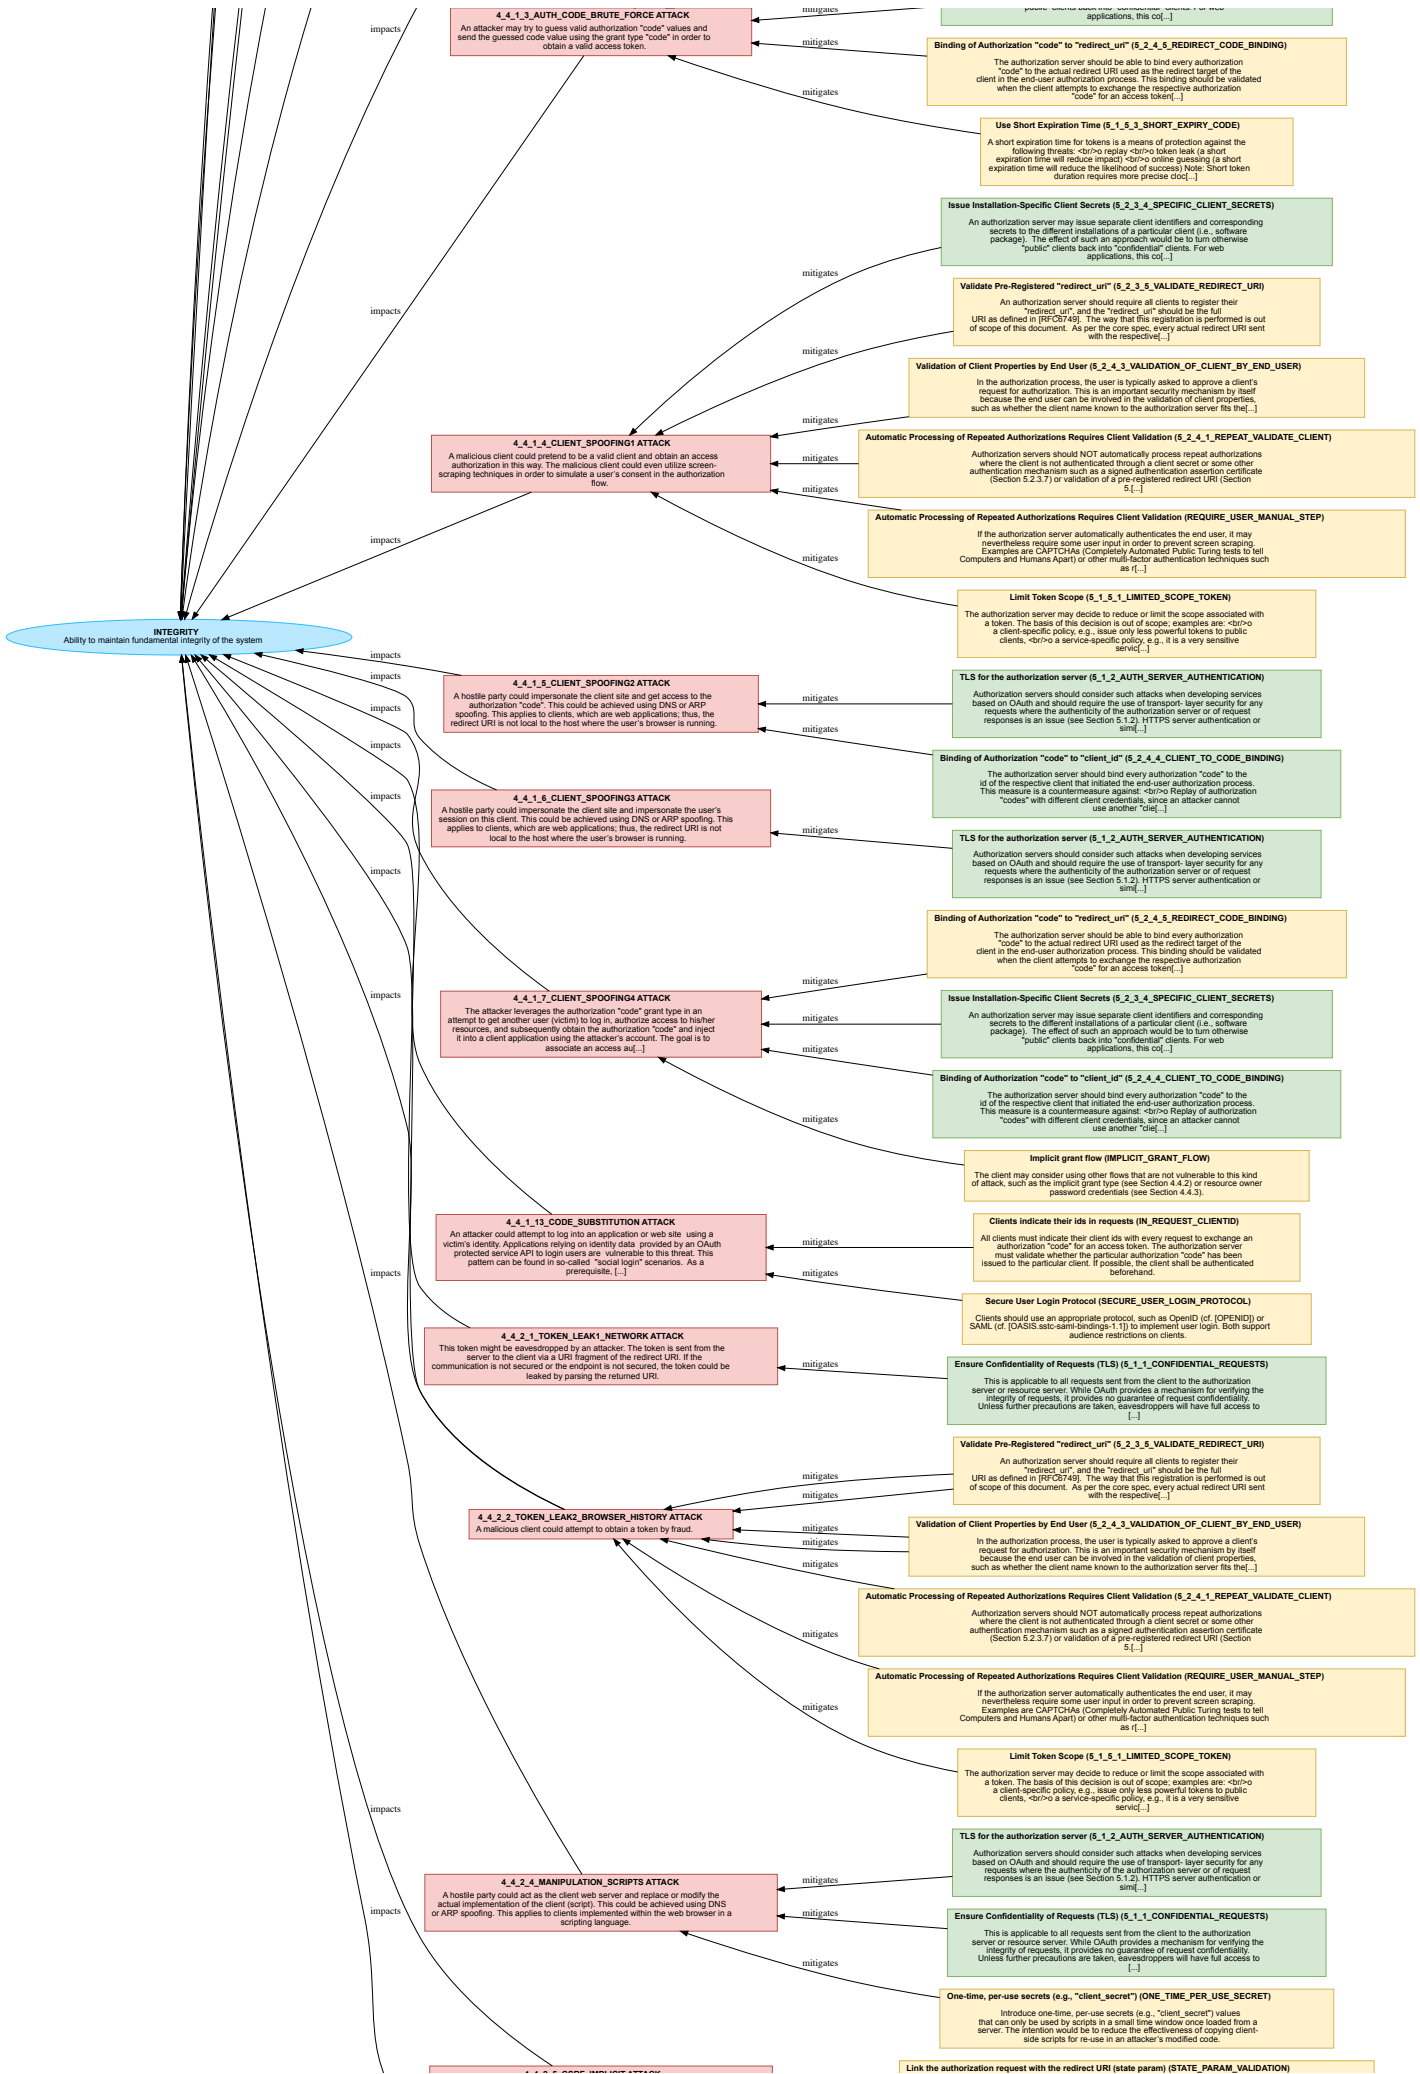 impacts
4_4_1_3_AUTH_CODE_BRUTE_FORCE ATTACK
An attacker may try to guess valid authorization "code" values and
send the guessed code value using the grant type "code" in order to
obtain a valid access token.
mitigates
"public" clients back into "confidential" clients. For web
applications, this co[...]
mitigates
Binding of Authorization "code" to "redirect_uri" (5_2_4_5_REDIRECT_CODE_BINDING)
The authorization server should be able to bind every authorization
"code" to the actual redirect URI used as the redirect target of the
client in the end-user authorization process. This binding should be validated
when the client attempts to exchange the respective authorization
"code" for an access token[...]
mitigates
Use Short Expiration Time (5_1_5_3_SHORT_EXPIRY_CODE)
A short expiration time for tokens is a means of protection against the
following threats: <br/>o replay <br/>o token leak (a short
expiration time will reduce impact) <br/>o online guessing (a short
expiration time will reduce the likelihood of success) Note: Short token
duration requires more precise cloc[...]
impacts
mitigates
Issue Installation-Specific Client Secrets (5_2_3_4_SPECIFIC_CLIENT_SECRETS)
An authorization server may issue separate client identifiers and corresponding
secrets to the different installations of a particular client (i.e., software
package).  The effect of such an approach would be to turn otherwise
"public" clients back into "confidential" clients. For web
applications, this co[...]
mitigates
Validate Pre-Registered "redirect_uri" (5_2_3_5_VALIDATE_REDIRECT_URI)
An authorization server should require all clients to register their
"redirect_uri", and the "redirect_uri" should be the full
URI as defined in [RFC6749].  The way that this registration is performed is out
of scope of this document.  As per the core spec, every actual redirect URI sent
with the respective[...]
mitigates
Validation of Client Properties by End User (5_2_4_3_VALIDATION_OF_CLIENT_BY_END_USER)
In the authorization process, the user is typically asked to approve a client's
request for authorization. This is an important security mechanism by itself
because the end user can be involved in the validation of client properties,
such as whether the client name known to the authorization server fits the[...]
4_4_1_4_CLIENT_SPOOFING1 ATTACK
A malicious client could pretend to be a valid client and obtain an access
authorization in this way. The malicious client could even utilize screen-
scraping techniques in order to simulate a user's consent in the authorization
flow.
mitigates
Automatic Processing of Repeated Authorizations Requires Client Validation (5_2_4_1_REPEAT_VALIDATE_CLIENT)
Authorization servers should NOT automatically process repeat authorizations
where the client is not authenticated through a client secret or some other
authentication mechanism such as a signed authentication assertion certificate
(Section 5.2.3.7) or validation of a pre-registered redirect URI (Section
5.[...]
mitigates
Automatic Processing of Repeated Authorizations Requires Client Validation (REQUIRE_USER_MANUAL_STEP)
If the authorization server automatically authenticates the end user, it may
nevertheless require some user input in order to prevent screen scraping.
Examples are CAPTCHAs (Completely Automated Public Turing tests to tell
Computers and Humans Apart) or other multi-factor authentication techniques such
as r[...]
impacts
mitigates
Limit Token Scope (5_1_5_1_LIMITED_SCOPE_TOKEN)
The authorization server may decide to reduce or limit the scope associated with
a token. The basis of this decision is out of scope; examples are: <br/>o
a client-specific policy, e.g., issue only less powerful tokens to public
clients, <br/>o a service-specific policy, e.g., it is a very sensitive
servic[...]
INTEGRITY
Ability to maintain fundamental integrity of the system
impacts
impacts
4_4_1_5_CLIENT_SPOOFING2 ATTACK
A hostile party could impersonate the client site and get access to the
authorization "code". This could be achieved using DNS or ARP
spoofing. This applies to clients, which are web applications; thus, the
redirect URI is not local to the host where the user's browser is running.
mitigates
TLS for the authorization server (5_1_2_AUTH_SERVER_AUTHENTICATION)
Authorization servers should consider such attacks when developing services
based on OAuth and should require the use of transport- layer security for any
requests where the authenticity of the authorization server or of request
responses is an issue (see Section 5.1.2). HTTPS server authentication or
simi[...]
impacts
impacts
mitigates
Binding of Authorization "code" to "client_id" (5_2_4_4_CLIENT_TO_CODE_BINDING)
The authorization server should bind every authorization "code" to the
id of the respective client that initiated the end-user authorization process.
This measure is a countermeasure against: <br/>o Replay of authorization
"codes" with different client credentials, since an attacker cannot
use another "clie[...]
impacts
4_4_1_6_CLIENT_SPOOFING3 ATTACK
A hostile party could impersonate the client site and impersonate the user's
session on this client. This could be achieved using DNS or ARP spoofing. This
applies to clients, which are web applications; thus, the redirect URI is not
local to the host where the user's browser is running.
mitigates
TLS for the authorization server (5_1_2_AUTH_SERVER_AUTHENTICATION)
Authorization servers should consider such attacks when developing services
based on OAuth and should require the use of transport- layer security for any
requests where the authenticity of the authorization server or of request
responses is an issue (see Section 5.1.2). HTTPS server authentication or
simi[...]
impacts
Binding of Authorization "code" to "redirect_uri" (5_2_4_5_REDIRECT_CODE_BINDING)
The authorization server should be able to bind every authorization
"code" to the actual redirect URI used as the redirect target of the
client in the end-user authorization process. This binding should be validated
when the client attempts to exchange the respective authorization
"code" for an access token[...]
mitigates
impacts
4_4_1_7_CLIENT_SPOOFING4 ATTACK
The attacker leverages the authorization "code" grant type in an
attempt to get another user (victim) to log in, authorize access to his/her
resources, and subsequently obtain the authorization "code" and inject
it into a client application using the attacker's account. The goal is to
associate an access au[...]
mitigates
Issue Installation-Specific Client Secrets (5_2_3_4_SPECIFIC_CLIENT_SECRETS)
An authorization server may issue separate client identifiers and corresponding
secrets to the different installations of a particular client (i.e., software
package).  The effect of such an approach would be to turn otherwise
"public" clients back into "confidential" clients. For web
applications, this co[...]
mitigates
Binding of Authorization "code" to "client_id" (5_2_4_4_CLIENT_TO_CODE_BINDING)
The authorization server should bind every authorization "code" to the
id of the respective client that initiated the end-user authorization process.
This measure is a countermeasure against: <br/>o Replay of authorization
"codes" with different client credentials, since an attacker cannot
use another "clie[...]
mitigates
Implicit grant flow (IMPLICIT_GRANT_FLOW)
The client may consider using other flows that are not vulnerable to this kind
of attack, such as the implicit grant type (see Section 4.4.2) or resource owner
password credentials (see Section 4.4.3).
4_4_1_13_CODE_SUBSTITUTION ATTACK
An attacker could attempt to log into an application or web site  using a
victim's identity. Applications relying on identity data  provided by an OAuth
protected service API to login users are  vulnerable to this threat. This
pattern can be found in so-called  "social login" scenarios.  As a
prerequisite, [...]
mitigates
Clients indicate their ids in requests (IN_REQUEST_CLIENTID)
All clients must indicate their client ids with every request to exchange an
authorization "code" for an access token. The authorization server
must validate whether the particular authorization "code" has been
issued to the particular client. If possible, the client shall be authenticated
beforehand.
impacts
mitigates
Secure User Login Protocol (SECURE_USER_LOGIN_PROTOCOL)
Clients should use an appropriate protocol, such as OpenID (cf. [OPENID]) or
SAML (cf. [OASIS.sstc-saml-bindings-1.1]) to implement user login. Both support
audience restrictions on clients.
4_4_2_1_TOKEN_LEAK1_NETWORK ATTACK
This token might be eavesdropped by an attacker. The token is sent from the
server to the client via a URI fragment of the redirect URI. If the
communication is not secured or the endpoint is not secured, the token could be
leaked by parsing the returned URI.
mitigates
Ensure Confidentiality of Requests (TLS) (5_1_1_CONFIDENTIAL_REQUESTS)
This is applicable to all requests sent from the client to the authorization
server or resource server. While OAuth provides a mechanism for verifying the
integrity of requests, it provides no guarantee of request confidentiality.
Unless further precautions are taken, eavesdroppers will have full access to
[...]
mitigates
mitigates
Validate Pre-Registered "redirect_uri" (5_2_3_5_VALIDATE_REDIRECT_URI)
An authorization server should require all clients to register their
"redirect_uri", and the "redirect_uri" should be the full
URI as defined in [RFC6749].  The way that this registration is performed is out
of scope of this document.  As per the core spec, every actual redirect URI sent
with the respective[...]
4_4_2_2_TOKEN_LEAK2_BROWSER_HISTORY ATTACK
A malicious client could attempt to obtain a token by fraud.
mitigates
mitigates
Validation of Client Properties by End User (5_2_4_3_VALIDATION_OF_CLIENT_BY_END_USER)
In the authorization process, the user is typically asked to approve a client's
request for authorization. This is an important security mechanism by itself
because the end user can be involved in the validation of client properties,
such as whether the client name known to the authorization server fits the[...]
mitigates
Automatic Processing of Repeated Authorizations Requires Client Validation (5_2_4_1_REPEAT_VALIDATE_CLIENT)
Authorization servers should NOT automatically process repeat authorizations
where the client is not authenticated through a client secret or some other
authentication mechanism such as a signed authentication assertion certificate
(Section 5.2.3.7) or validation of a pre-registered redirect URI (Section
5.[...]
mitigates
Automatic Processing of Repeated Authorizations Requires Client Validation (REQUIRE_USER_MANUAL_STEP)
If the authorization server automatically authenticates the end user, it may
nevertheless require some user input in order to prevent screen scraping.
Examples are CAPTCHAs (Completely Automated Public Turing tests to tell
Computers and Humans Apart) or other multi-factor authentication techniques such
as r[...]
mitigates
Limit Token Scope (5_1_5_1_LIMITED_SCOPE_TOKEN)
The authorization server may decide to reduce or limit the scope associated with
a token. The basis of this decision is out of scope; examples are: <br/>o
a client-specific policy, e.g., issue only less powerful tokens to public
clients, <br/>o a service-specific policy, e.g., it is a very sensitive
servic[...]
impacts
TLS for the authorization server (5_1_2_AUTH_SERVER_AUTHENTICATION)
Authorization servers should consider such attacks when developing services
based on OAuth and should require the use of transport- layer security for any
requests where the authenticity of the authorization server or of request
responses is an issue (see Section 5.1.2). HTTPS server authentication or
simi[...]
mitigates
4_4_2_4_MANIPULATION_SCRIPTS ATTACK
A hostile party could act as the client web server and replace or modify the
actual implementation of the client (script). This could be achieved using DNS
or ARP spoofing. This applies to clients implemented within the web browser in a
scripting language.
impacts
mitigates
Ensure Confidentiality of Requests (TLS) (5_1_1_CONFIDENTIAL_REQUESTS)
This is applicable to all requests sent from the client to the authorization
server or resource server. While OAuth provides a mechanism for verifying the
integrity of requests, it provides no guarantee of request confidentiality.
Unless further precautions are taken, eavesdroppers will have full access to
[...]
mitigates
One-time, per-use secrets (e.g., "client_secret") (ONE_TIME_PER_USE_SECRET)
Introduce one-time, per-use secrets (e.g., "client_secret") values
that can only be used by scripts in a small time window once loaded from a
server. The intention would be to reduce the effectiveness of copying client-
side scripts for re-use in an attacker's modified code.
Link the authorization request with the redirect URI (state param) (STATE_PARAM_VALIDATION)